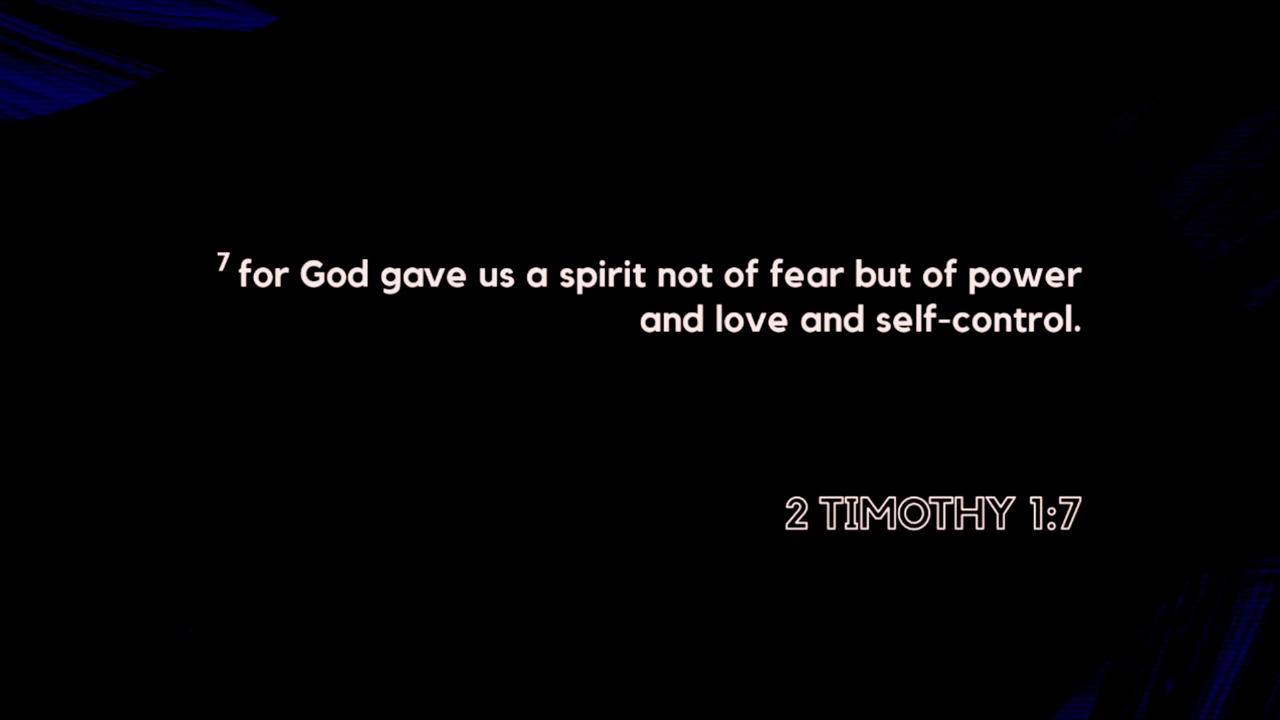 7 for God gave us a spirit not of fear but of power
and love and self-control.
2 TIMOTHY 1:7